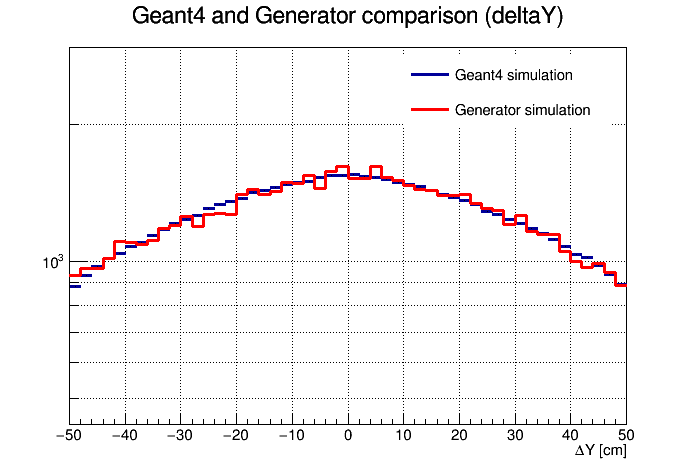 Geant4 and Generator comparison (deltaY)
Geant4 simulation
Generator simulation
10³
−50 −40 −30 −20 −10 0 10 20 30 40 50
ΔY [cm]